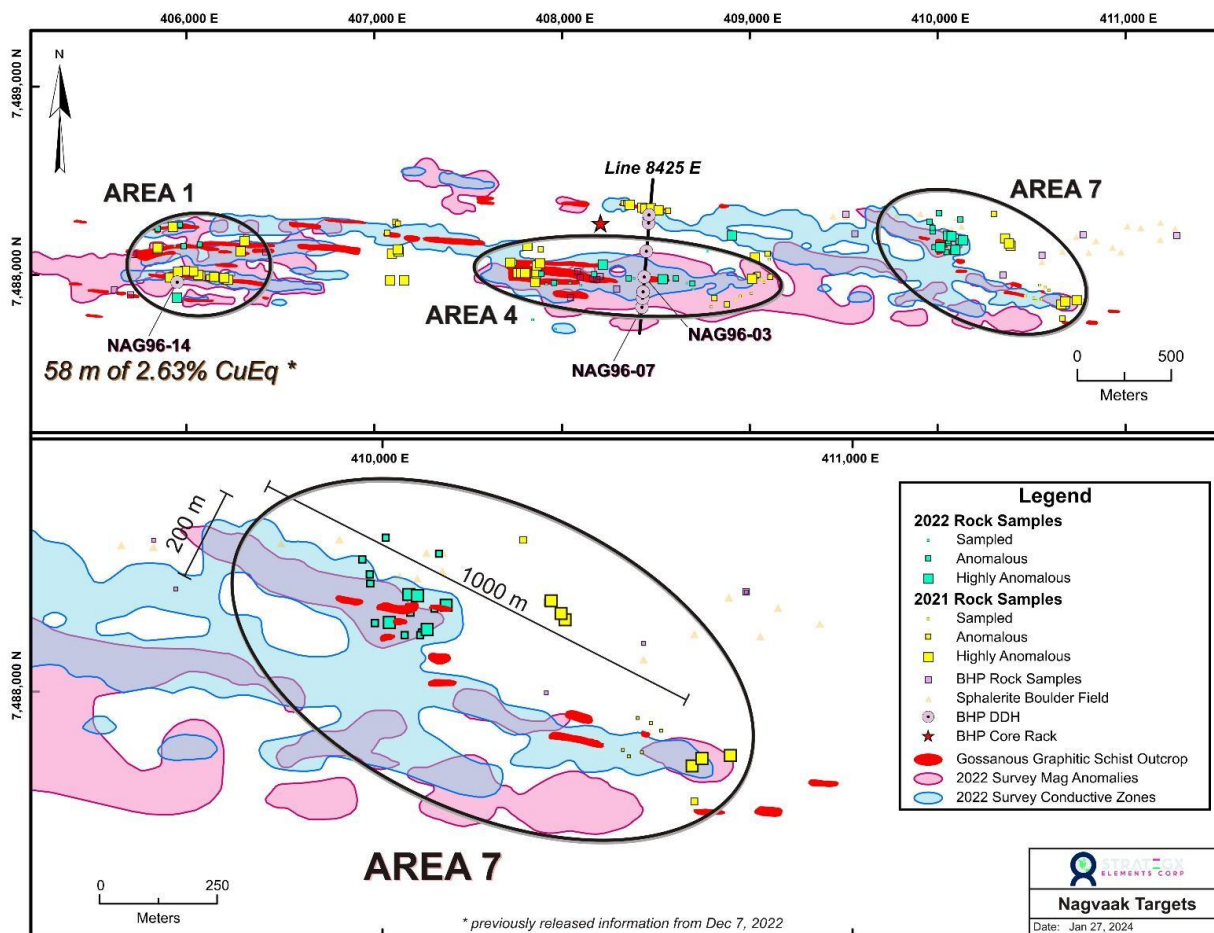 406,000 E 407,000 E 408,000 E 409,000 E 410,000 E 411,000 E
N
7,489,000 N
Line 8425 E
AREA 1
AREA 7
7,488,000 N
AREA 4
NAG96-14
NAG96-03
NAG96-07
58 m of 2.63% CuEq *
0 500
Meters
410,000 E 411,000 E
200 m
1000 m
7,488,000 N
AREA 7
0 250
Meters
* previously released information from Dec 7, 2022
Legend
2022 Rock Samples
Sampled
Anomalous
Highly Anomalous
2021 Rock Samples
Sampled
Anomalous
Highly Anomalous
BHP Rock Samples
Sphalerite Boulder Field
BHP DDH
BHP Core Rack
Gossanous Graphitic Schist Outcrop
2022 Survey Mag Anomalies
2022 Survey Conductive Zones
STRATEGX
ELEMENTS CORP
Nagvaak Targets
Date: Jan 27, 2024